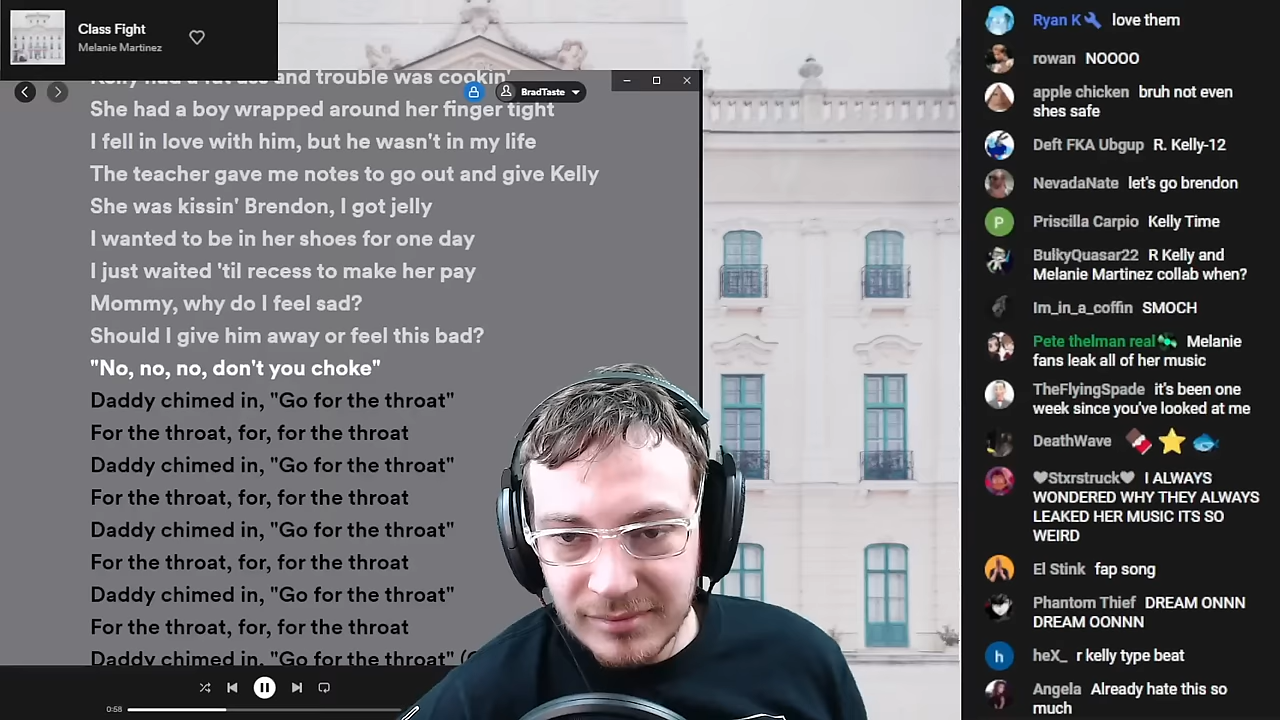 Class Fight
Melanie Martinez
Kelly had a fat ass and trouble was cookin'
BradTaste
She had a boy wrapped around her finger tight
I fell in love with him, but he wasn't in my life
The teacher gave me notes to go out and give Kelly
She was kissin' Brendon, I got jelly
I wanted to be in her shoes for one day
I just waited 'til recess to make her pay
Mommy, why do I feel sad?
Should I give him away or feel this bad?
"No, no, no, don't you choke"
Daddy chimed in, "Go for the throat"
For the throat, for, for the throat
Daddy chimed in, "Go for the throat"
For the throat, for, for the throat
Daddy chimed in, "Go for the throat"
For the throat, for, for the throat
Daddy chimed in, "Go for the throat"
For the throat, for, for the throat
Daddy chimed in, "Go for the throat"
0:58
Ryan K love them
rowan NOOOO
apple chicken bruh not even
shes safe
Deft FKA Ubgup R. Kelly-12
NevadaNate let's go brendon
P
Priscilla Carpio Kelly Time
BulkyQuasar22 R Kelly and
Melanie Martinez collab when?
Im_in_a_coffin SMOCH
Pete thelman real Melanie
fans leak all of her music
TheFlyingSpade it's been one
week since you've looked at me
DeathWave
Stxrstruck I ALWAYS
WONDERED WHY THEY ALWAYS
LEAKED HER MUSIC ITS SO
WEIRD
El Stink fap song
Phantom Thief DREAM ONNN
DREAM OONNN
h
heX_ r kelly type beat
Angela Already hate this so
much